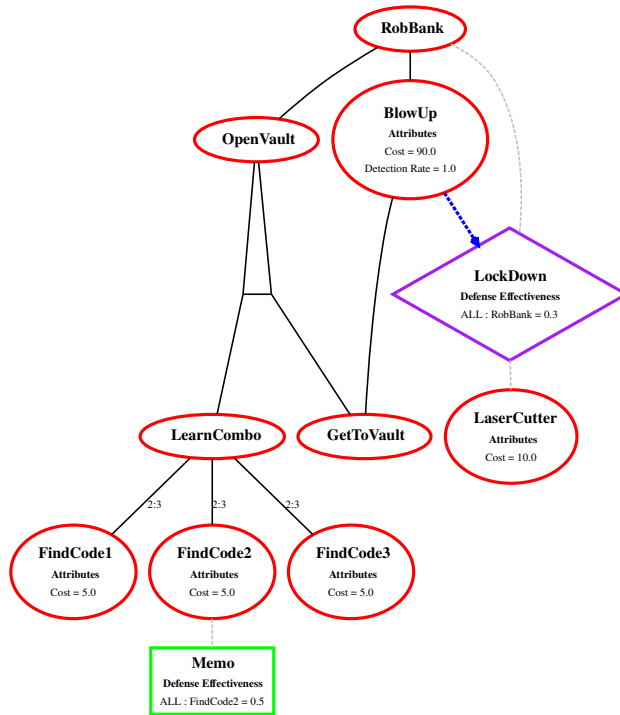 RobBank
BlowUp
Attributes
Cost = 90.0
Detection Rate = 1.0
OpenVault
LockDown
Defense Effectiveness
ALL : RobBank = 0.3
LearnCombo
GetToVault
LaserCutter
Attributes
Cost = 10.0
2:3
2:3
2:3
FindCode1
Attributes
Cost = 5.0
FindCode2
Attributes
Cost = 5.0
FindCode3
Attributes
Cost = 5.0
Memo
Defense Effectiveness
ALL : FindCode2 = 0.5